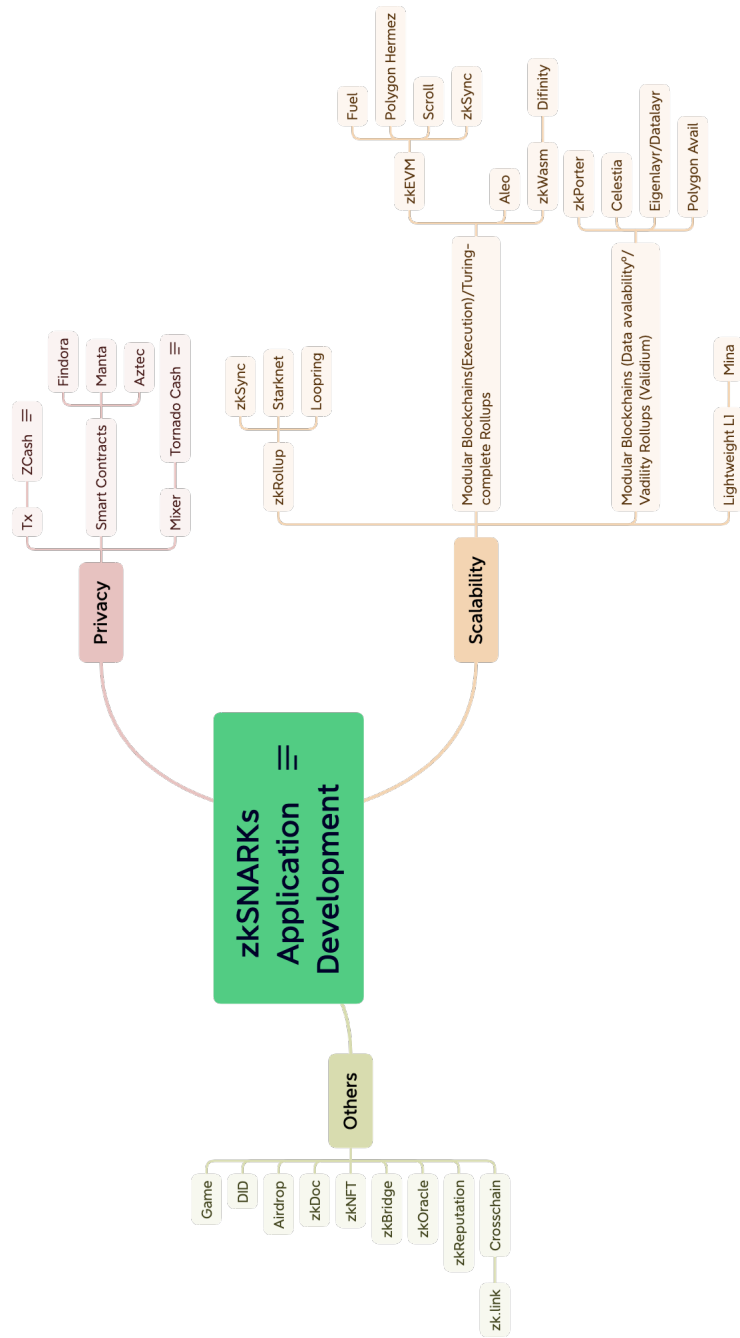 zkSNARKs
Application
Development
Privacy
Tx
ZCash
Smart Contracts
Findora
Manta
Aztec
Mixer
Tornado Cash
Scalability
zkRollup
zkSync
Starknet
Loopring
Modular Blockchains(Execution)/Turing-
complete Rollups
zkEVM
Fuel
Polygon Hermez
Scroll
zkSync
Aleo
zkWasm
Difinity
Modular Blockchains (Data avalability°/
Vadility Rollups (Validium)
zkPorter
Celestia
Eigenlayr/Datalayr
Polygon Avail
Lightweight L1
Mina
Others
Game
DID
Airdrop
zkDoc
zkNFT
zkBridge
zkOracle
zkReputation
Crosschain
zk.link